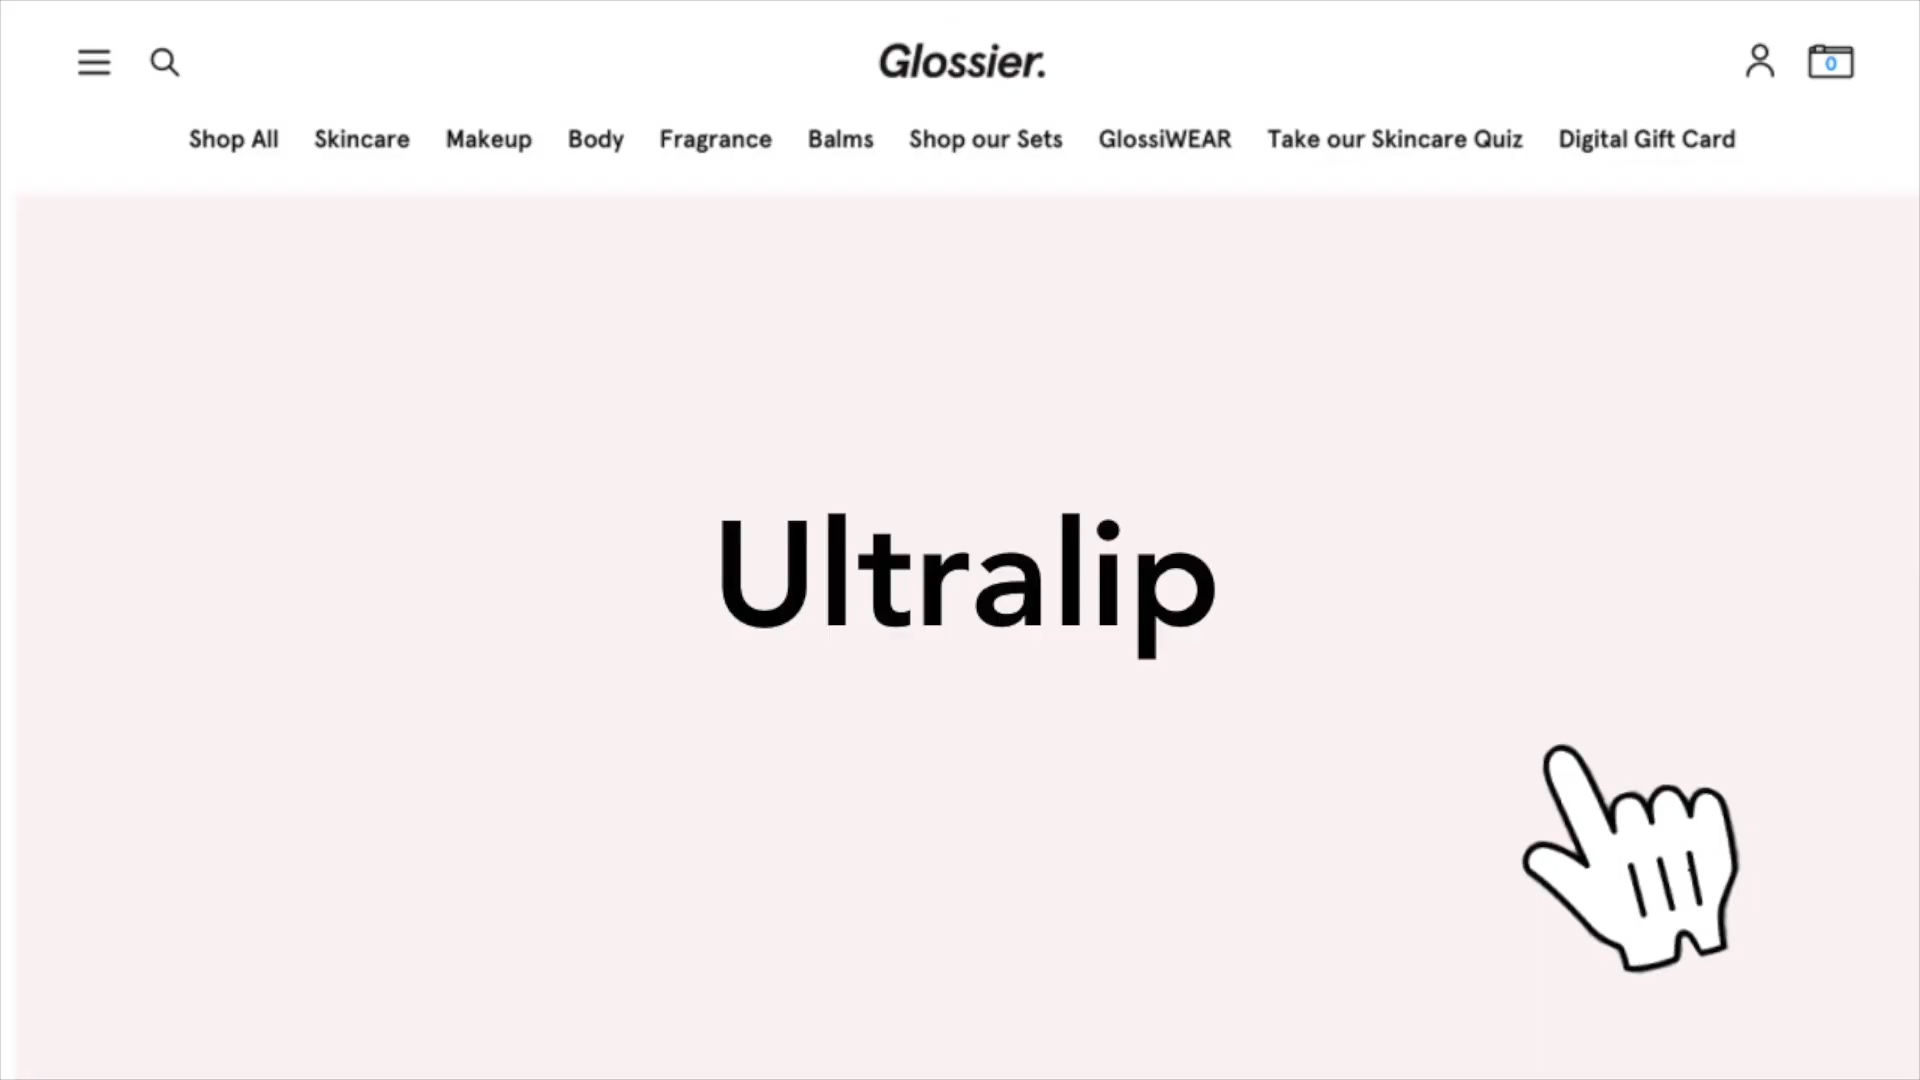 Glossier.
0
Shop All Skincare Makeup Body Fragrance Balms Shop our Sets GlossiWEAR Take our Skincare Quiz Digital Gift Card
Ultralip